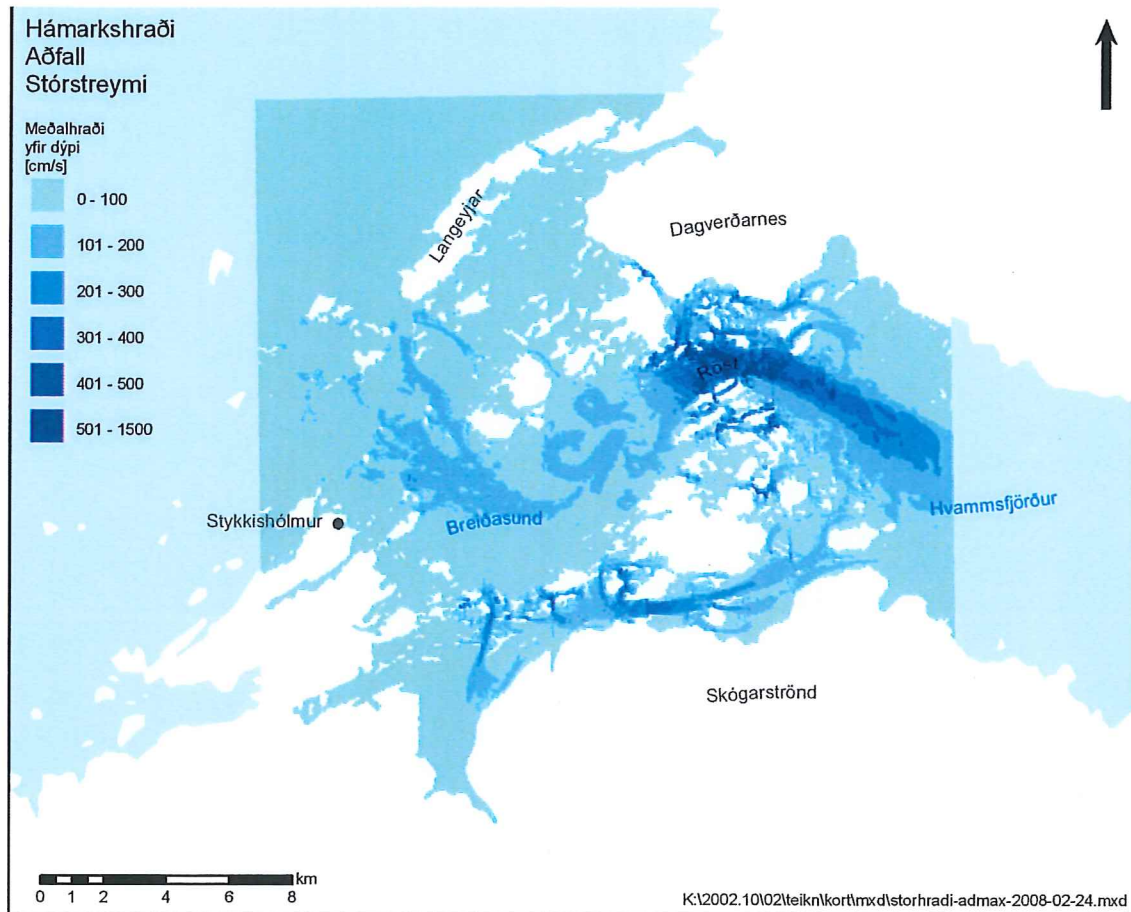 Hámarkshraði
Aðfall
Stórstreymi
Meðalhraði
yfir dýpi
[cm/s]
0 - 100
101 - 200
201 - 300
301 - 400
401 - 500
501 - 1500
Langeyjar
Dagverðarnes
Röst
Hvammsfjörður
Stykkishólmur
Breiðasund
Skógarströnd
km
0 1 2 4 6 8
K:\2002.10\02\teikn\kort\mxd\storhradi-admax-2008-02-24.mxd